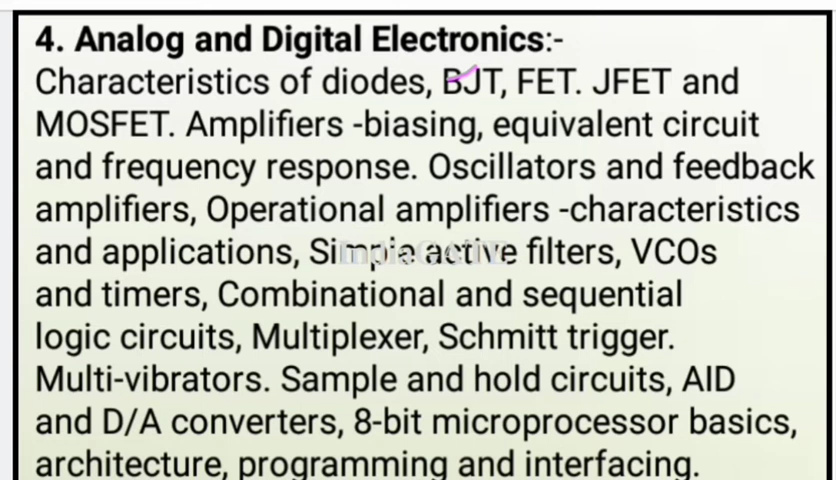 4. Analog and Digital Electronics:-
Characteristics of diodes, BJT, FET. JFET and
MOSFET. Amplifiers -biasing, equivalent circuit
and frequency response. Oscillators and feedback
amplifiers, Operational amplifiers -characteristics
and applications, Simple active filters, VCOs
and timers, Combinational and sequential
logic circuits, Multiplexer, Schmitt trigger.
Multi-vibrators. Sample and hold circuits, AID
and D/A converters, 8-bit microprocessor basics,
architecture, programming and interfacing.